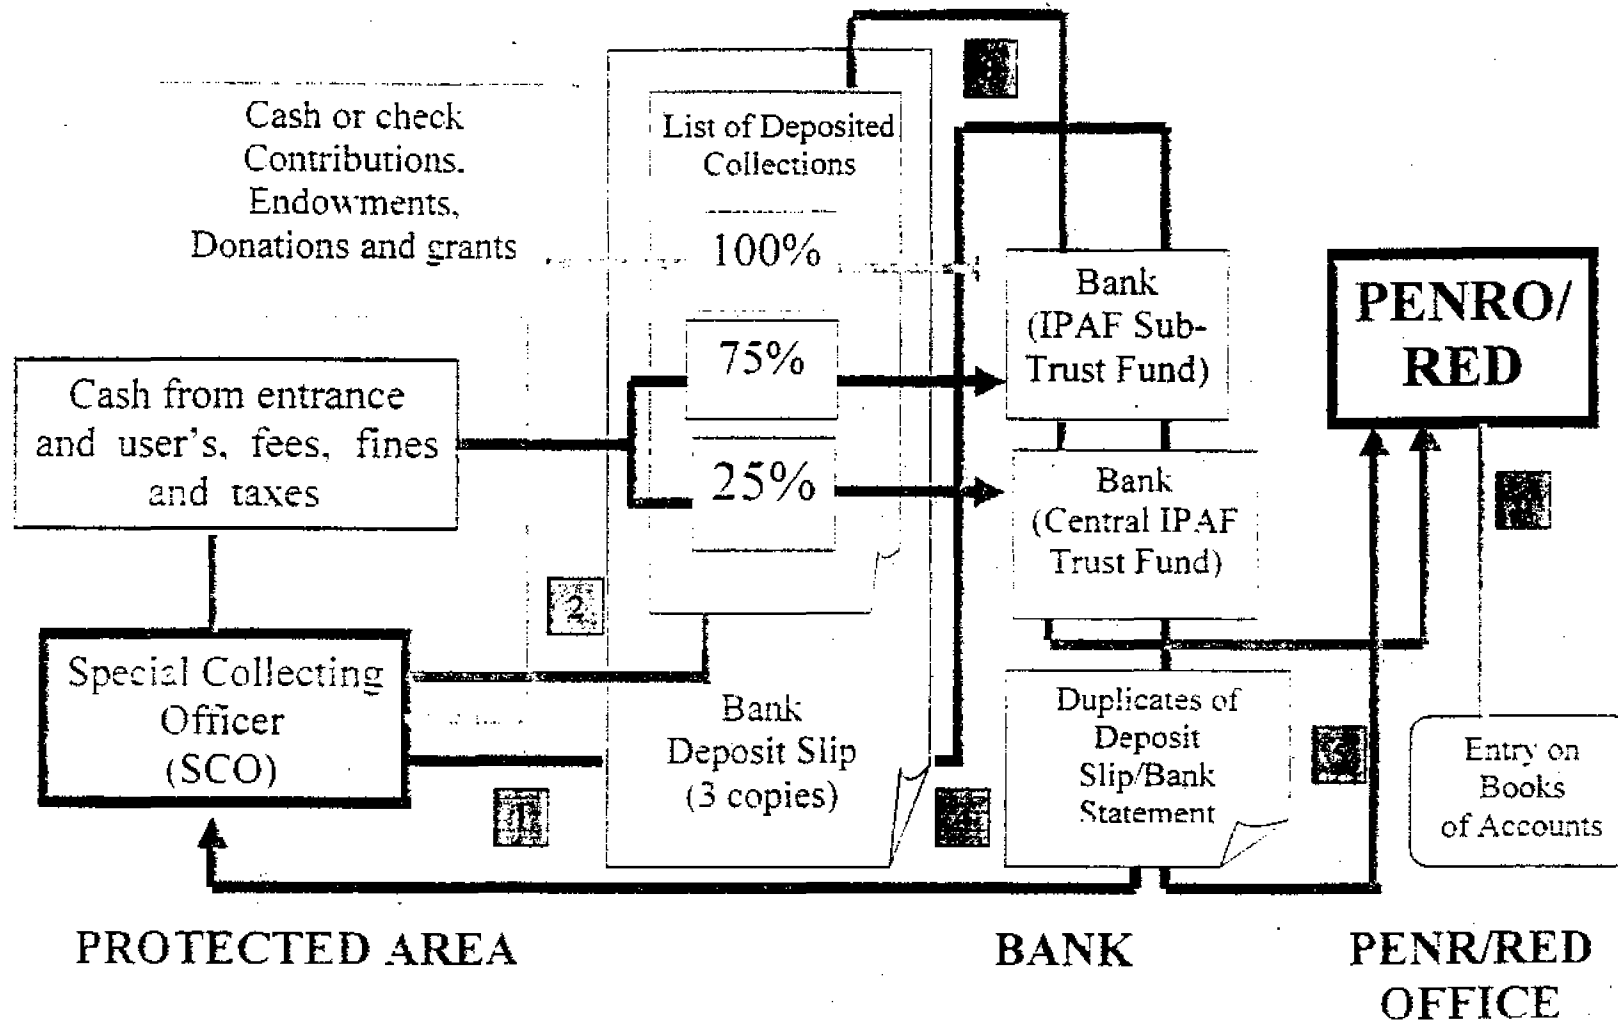 Cash or check
Contributions.
Endowments,
Donations and grants
List of Deposited
Collections
100%
75%
25%
Cash from entrance
and user's, fees, fines
and taxes
Special Collecting
Officer
(SCO)
2
1
Bank
Deposit Slip
(3 copies)
Bank
(IPAF Sub-
Trust Fund)
Bank
(Central IPAF
Trust Fund)
Duplicates of
Deposit
Slip/Bank
Statement
PENRO/
RED
Entry on
Books
of Accounts
PROTECTED AREA
BANK
PENR/RED
OFFICE